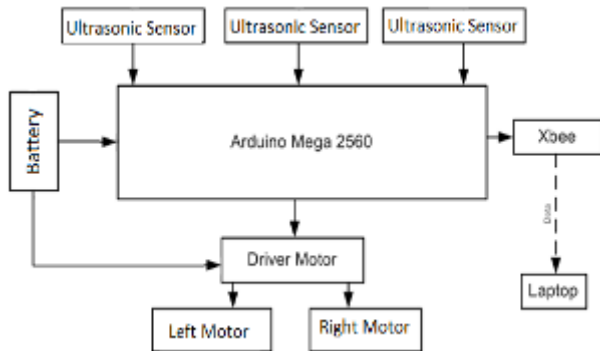 Ultrasonic Sensor
Ultrasonic Sensor
Ultrasonic Sensor
Battery
Arduino Mega 2560
Xbee
Data
Driver Motor
Laptop
Left Motor
Right Motor